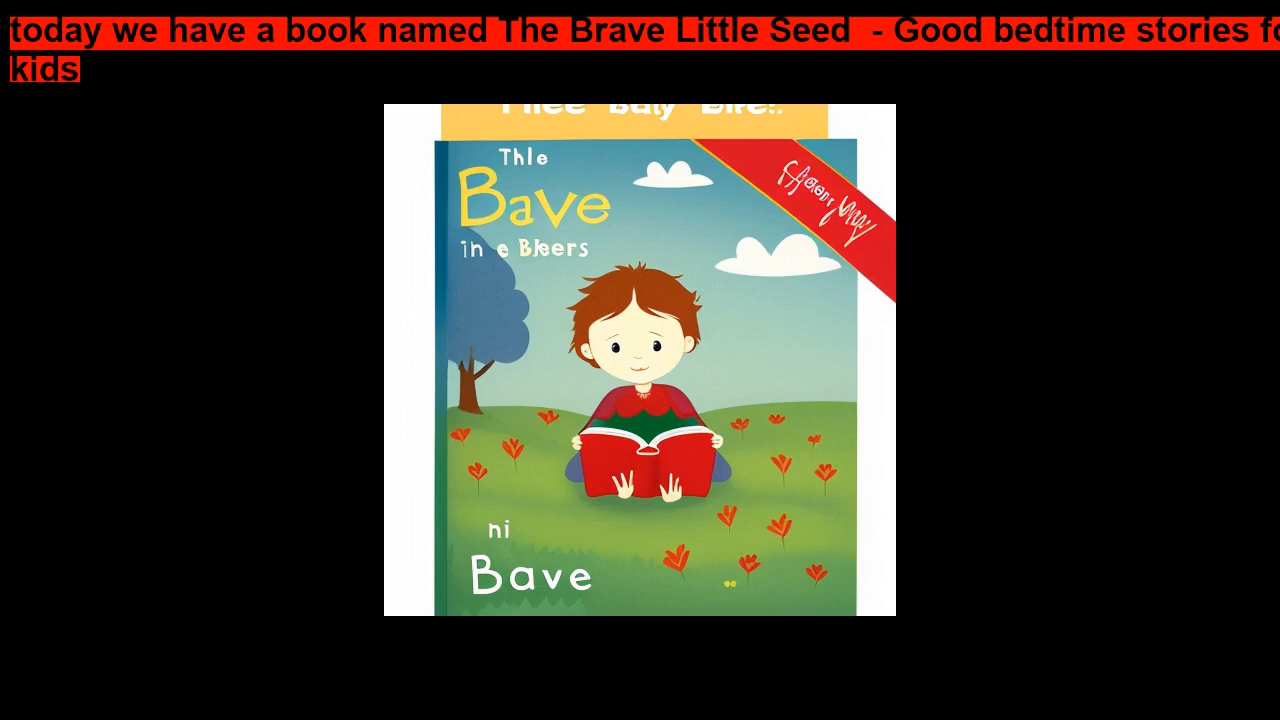 today we have a book named The Brave Little Seed - Good bedtime stories fo
kids
Thle
Bave
in e Bleers
ni
Bave